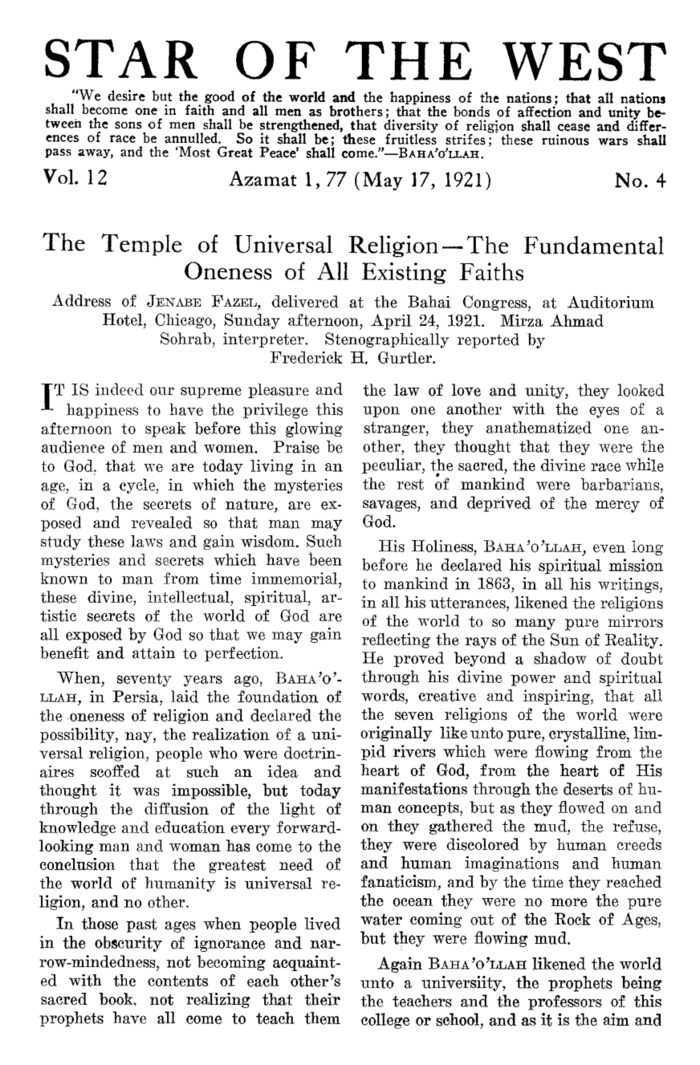 STAR OF THE WEST
"We desire but the good of the world and the happiness of the nations; that all nations
shall become one in faith and all men as brothers; that the bonds of affection and unity be-
tween the sons of men shall be strengthened, that diversity of religion shall cease and differ-
ences of race be annulled. So it shall be; these fruitless strifes; these ruinous wars shall
pass away, and the 'Most Great Peace' shall come."—BAHA'O'LLAH.
Vol. 12 Azamat 1, 77 (May 17, 1921) No. 4
The Temple of Universal Religion—The Fundamental
Oneness of All Existing Faiths
Address of JENABE FAZEL, delivered at the Bahai Congress, at Auditorium
Hotel, Chicago, Sunday afternoon, April 24, 1921. Mirza Ahmad
Sohrab, interpreter. Stenographically reported by
Frederick H. Gurtler.
IT IS indeed our supreme pleasure and
happiness to have the privilege this
afternoon to speak before this glowing
audience of men and women. Praise be
to God, that we are today living in an
age, in a cycle, in which the mysteries
of God, the secrets of nature, are ex-
posed and revealed so that man may
study these laws and gain wisdom. Such
mysteries and secrets which have been
known to man from time immemorial,
these divine, intellectual, spiritual, ar-
tistic secrets of the world of God are
all exposed by God so that we may gain
benefit and attain to perfection.
When, seventy years ago, BAHA'O'-
LLAH, in Persia, laid the foundation of
the oneness of religion and declared the
possibility, nay, the realization of a uni-
versal religion, people who were doctrin-
aires scoffed at such an idea and
thought it was impossible, but today
through the diffusion of the light of
knowledge and education every forward-
looking man and woman has come to the
conclusion that the greatest need of
the world of humanity is universal re-
ligion, and no other.
In those past ages when people lived
in the obscurity of ignorance and nar-
row-mindedness, not becoming acquaint-
ed with the contents of each other's
sacred book, not realizing that their
prophets have all come to teach them
the law of love and unity, they looked
upon one another with the eyes of a
stranger, they anathematized one an-
other, they thought that they were the
peculiar, the sacred, the divine race while
the rest of mankind were barbarians,
savages, and deprived of the mercy of
God.
His Holiness, BAHA'O'LLAH, even long
before he declared his spiritual mission
to mankind in 1863, in all his writings,
in all his utterances, likened the religions
of the world to so many pure mirrors
reflecting the rays of the Sun of Reality.
He proved beyond a shadow of doubt
through his divine power and spiritual
words, creative and inspiring, that all
the seven religions of the world were
originally like unto pure, crystalline, lim-
pid rivers which were flowing from the
heart of God, from the heart of His
manifestations through the deserts of hu-
man concepts, but as they flowed on and
on they gathered the mud, the refuse,
they were discolored by human creeds
and human imaginations and human
fanaticism, and by the time they reached
the ocean they were no more the pure
water coming out of the Rock of Ages,
but they were flowing mud.
Again BAHA'O'LLAH likened the world
unto a universiity, the prophets being
the teachers and the professors of this
college or school, and as it is the aim and